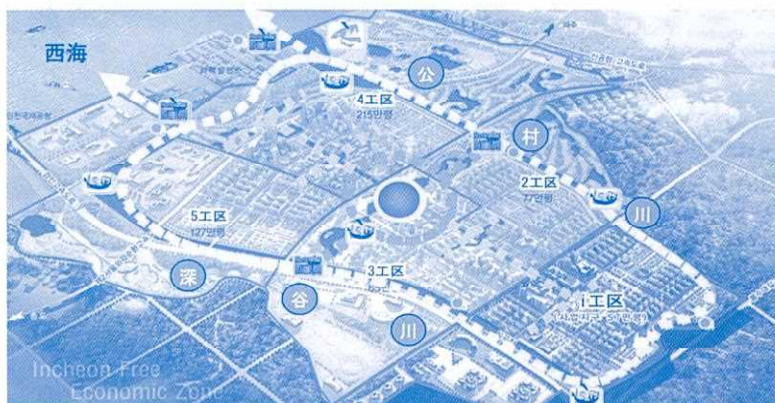 西海
公
村
川
4工区
215만평
2工区
77만평
5工区
127만평
3工区
i工区
深
谷
川
Incheon Free
Economic Zone